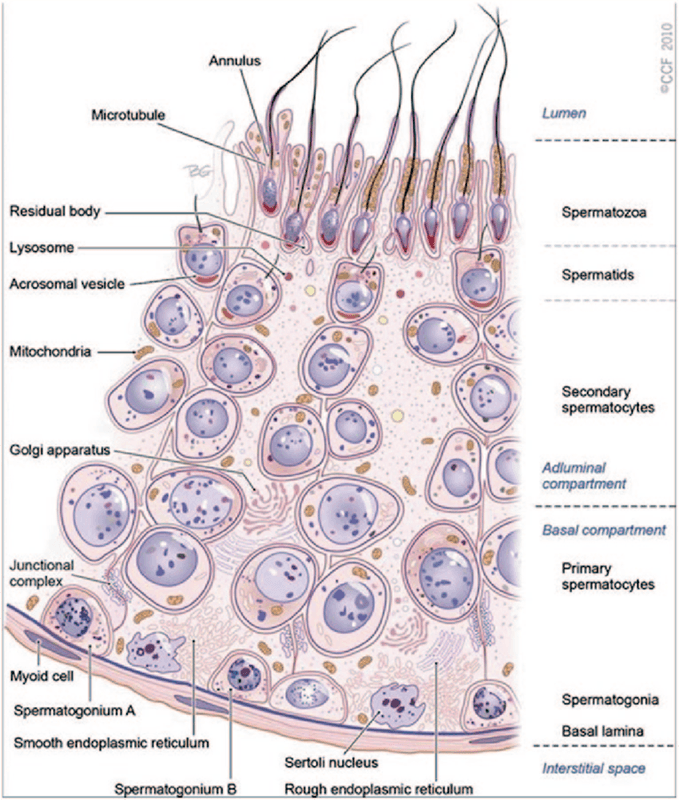 ©CCF 2010
Annulus
Microtubule
Lumen
BG
Residual body
Spermatozoa
Lysosome
Acrosomal vesicle
Spermatids
Mitochondria
Secondary
spermatocytes
Golgi apparatus
Adluminal
compartment
Basal compartment
Junctional
complex
Primary
spermatocytes
Myoid cell
Spermatogonium A
Spermatogonia
Smooth endoplasmic reticulum
Basal lamina
Sertoli nucleus
Interstitial space
Spermatogonium B
Rough endoplasmic reticulum